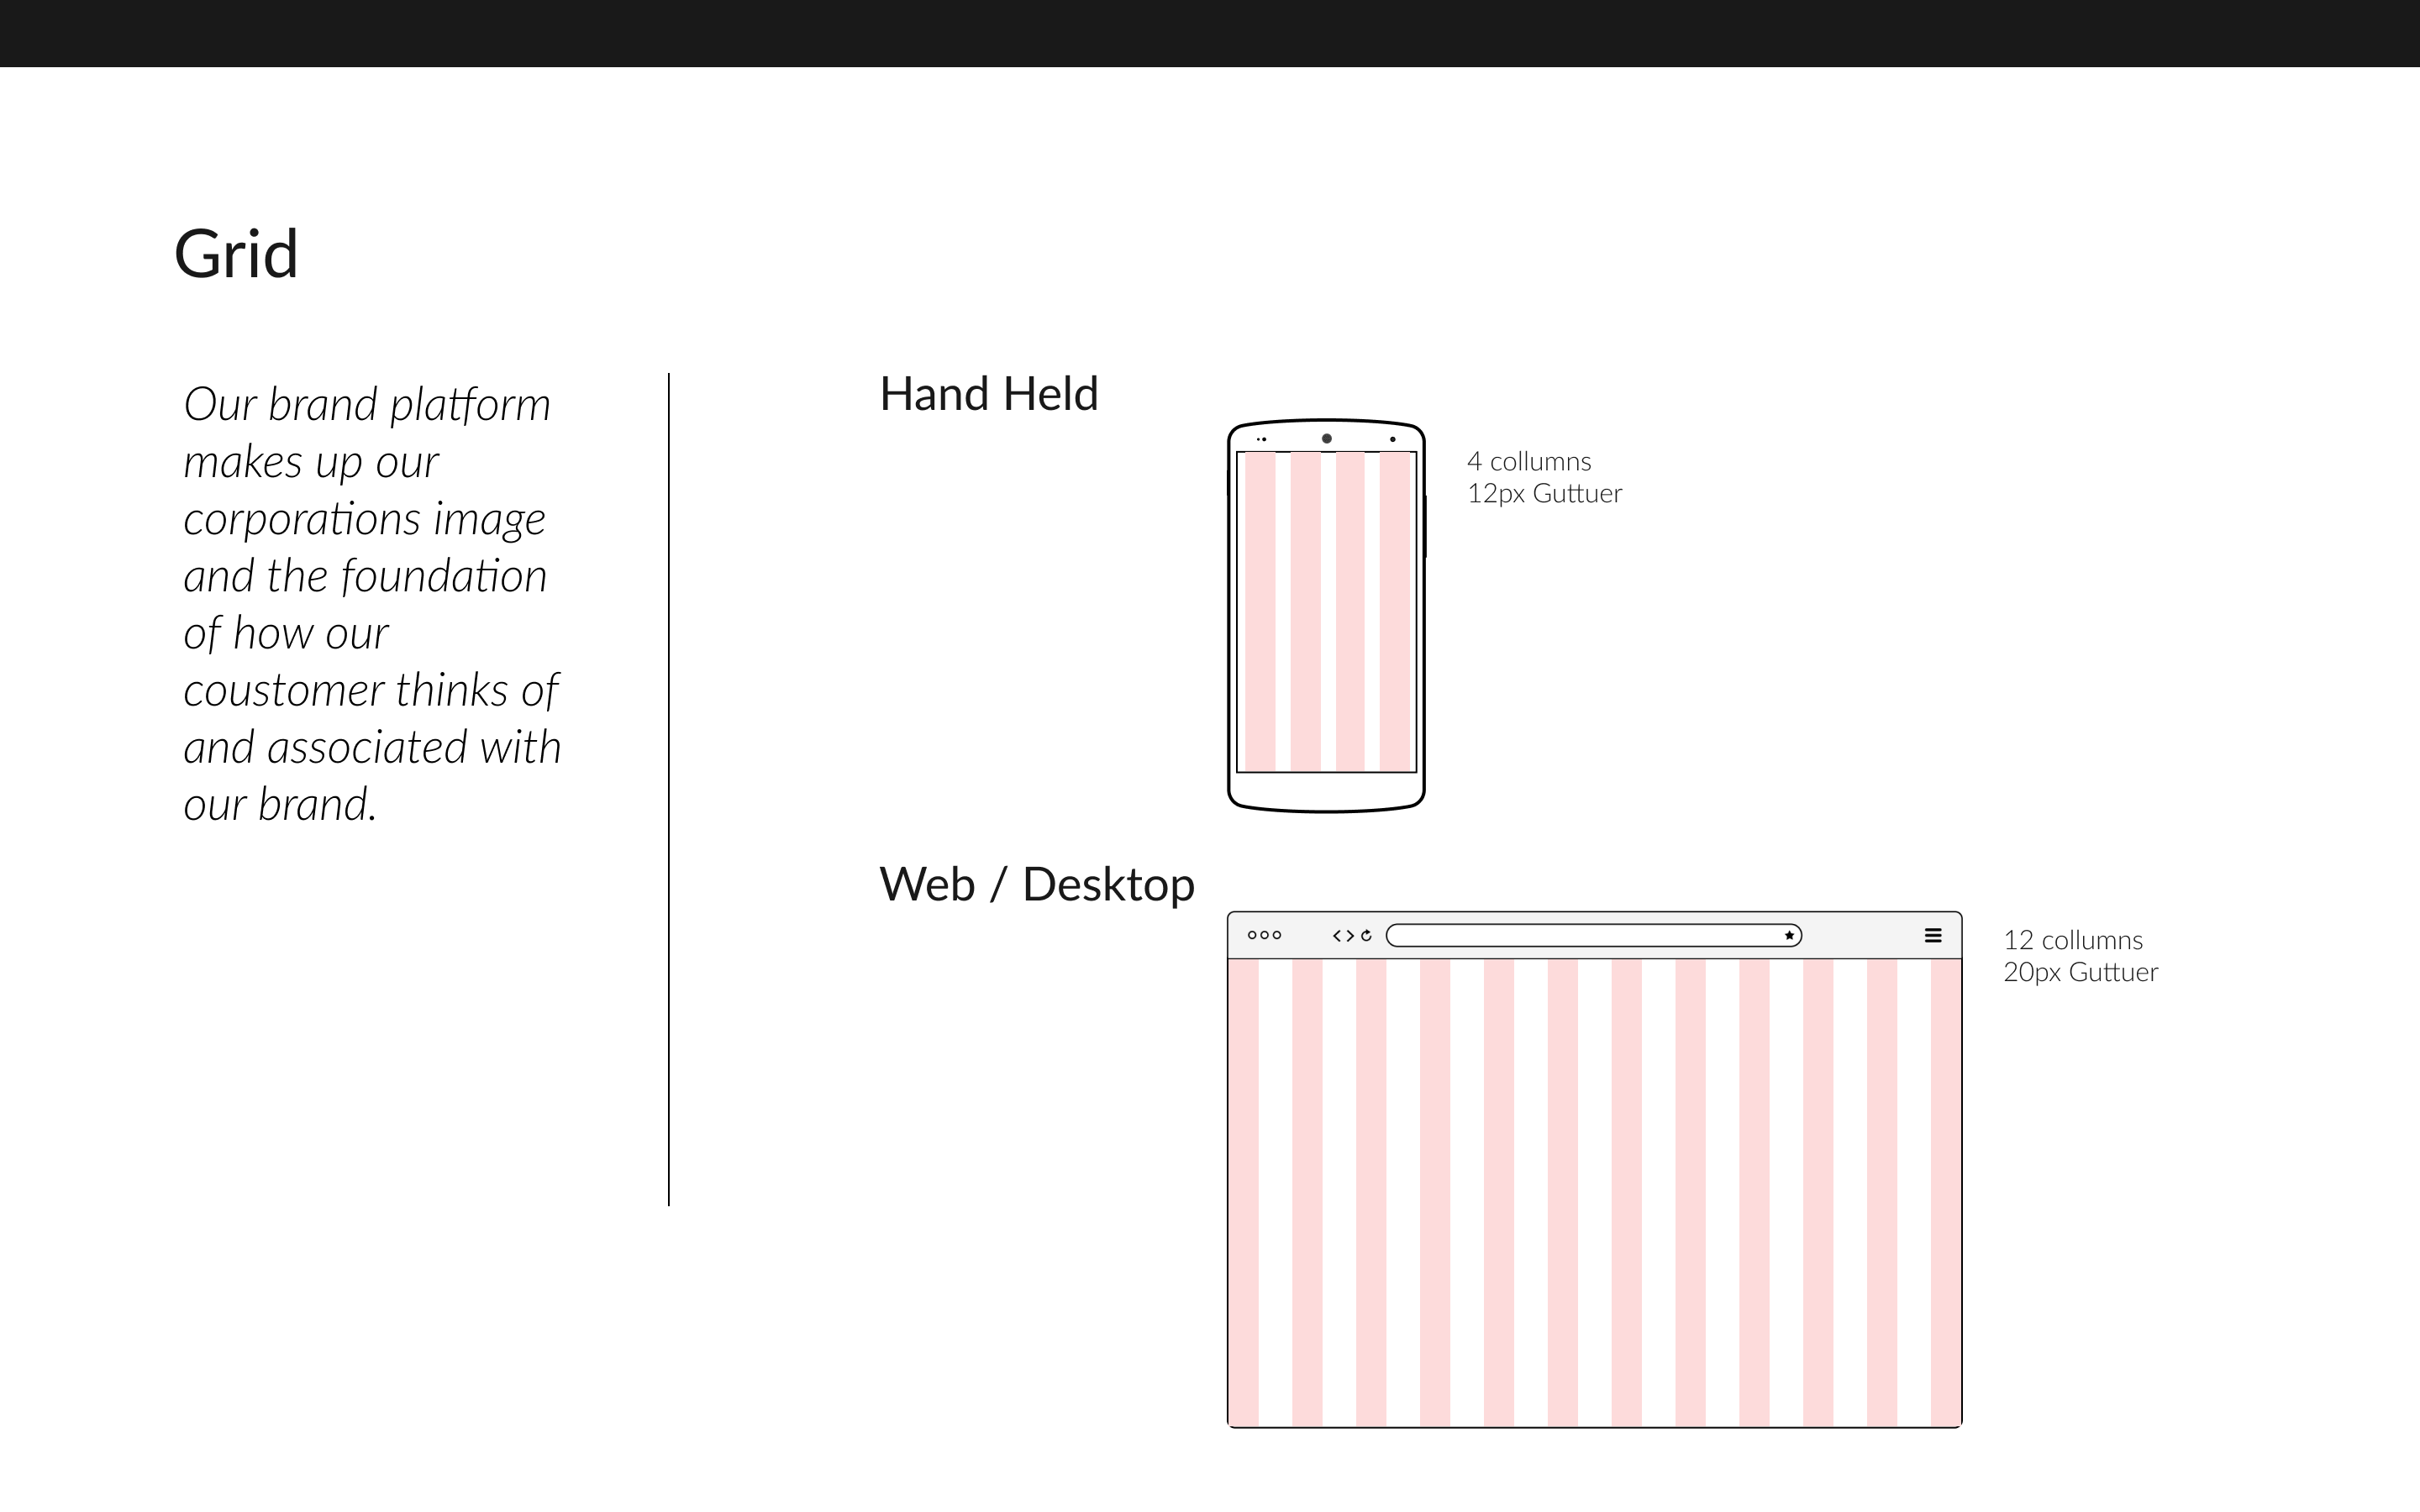 Grid
Our brand platform
makes up our
corporations image
and the foundation
of how our
coustomer thinks of
and associated with
our brand.
Hand Held
4 collumns
12px Guttuer
Web / Desktop
12 collumns
20px Guttuer